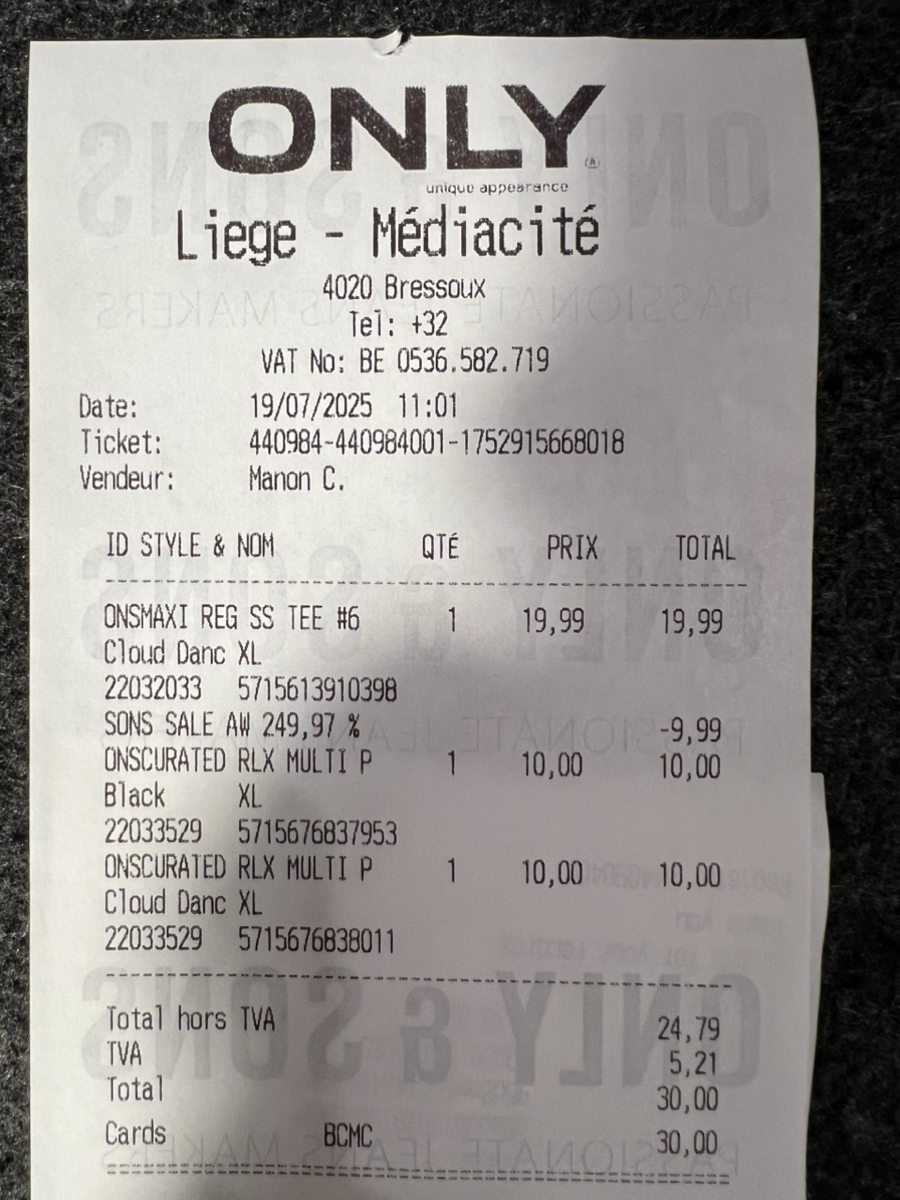 ONLY
unique appearance
Liege - Médiacité
4020 Bressoux
Tel: +32
VAT No: BE 0536.582.719
Date: 19/07/2025 11:01
Ticket: 440984-440984001-1752915668018
Vendeur: Manon C.
ID STYLE & NOM QTÉ PRIX TOTAL
ONSMAXI REG SS TEE #6 1 19,99 19,99
Cloud Danc XL
22032033 5715613910398
SONS SALE AW 249,97 % -9,99
ONSCURATED RLX MULTI P 1 10,00 10,00
Black XL
22033529 5715676837953
ONSCURATED RLX MULTI P 1 10,00 10,00
Cloud Danc XL
22033529 5715676838011
Total hors TVA 24,79
TVA 5,21
Total 30,00
Cards BCMC 30,00